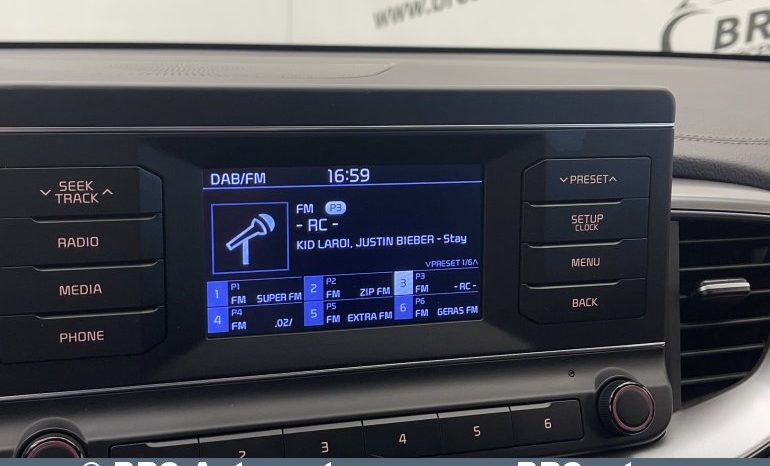 www.
BR
SEEK
TRACK
RADIO
MEDIA
PHONE
DAB/FM 16:59
FM P3
- RC -
KID LAROI, JUSTIN BIEBER - Stay
PRESET 1/6
1 P1 FM SUPER FM 2 P2 FM ZIP FM 3 P3 FM - RC -
4 P4 FM .02/ 5 P5 FM EXTRA FM 6 P6 FM GERAS FM
PRESET
SETUP
CLOCK
MENU
BACK
2 3 4 5 6